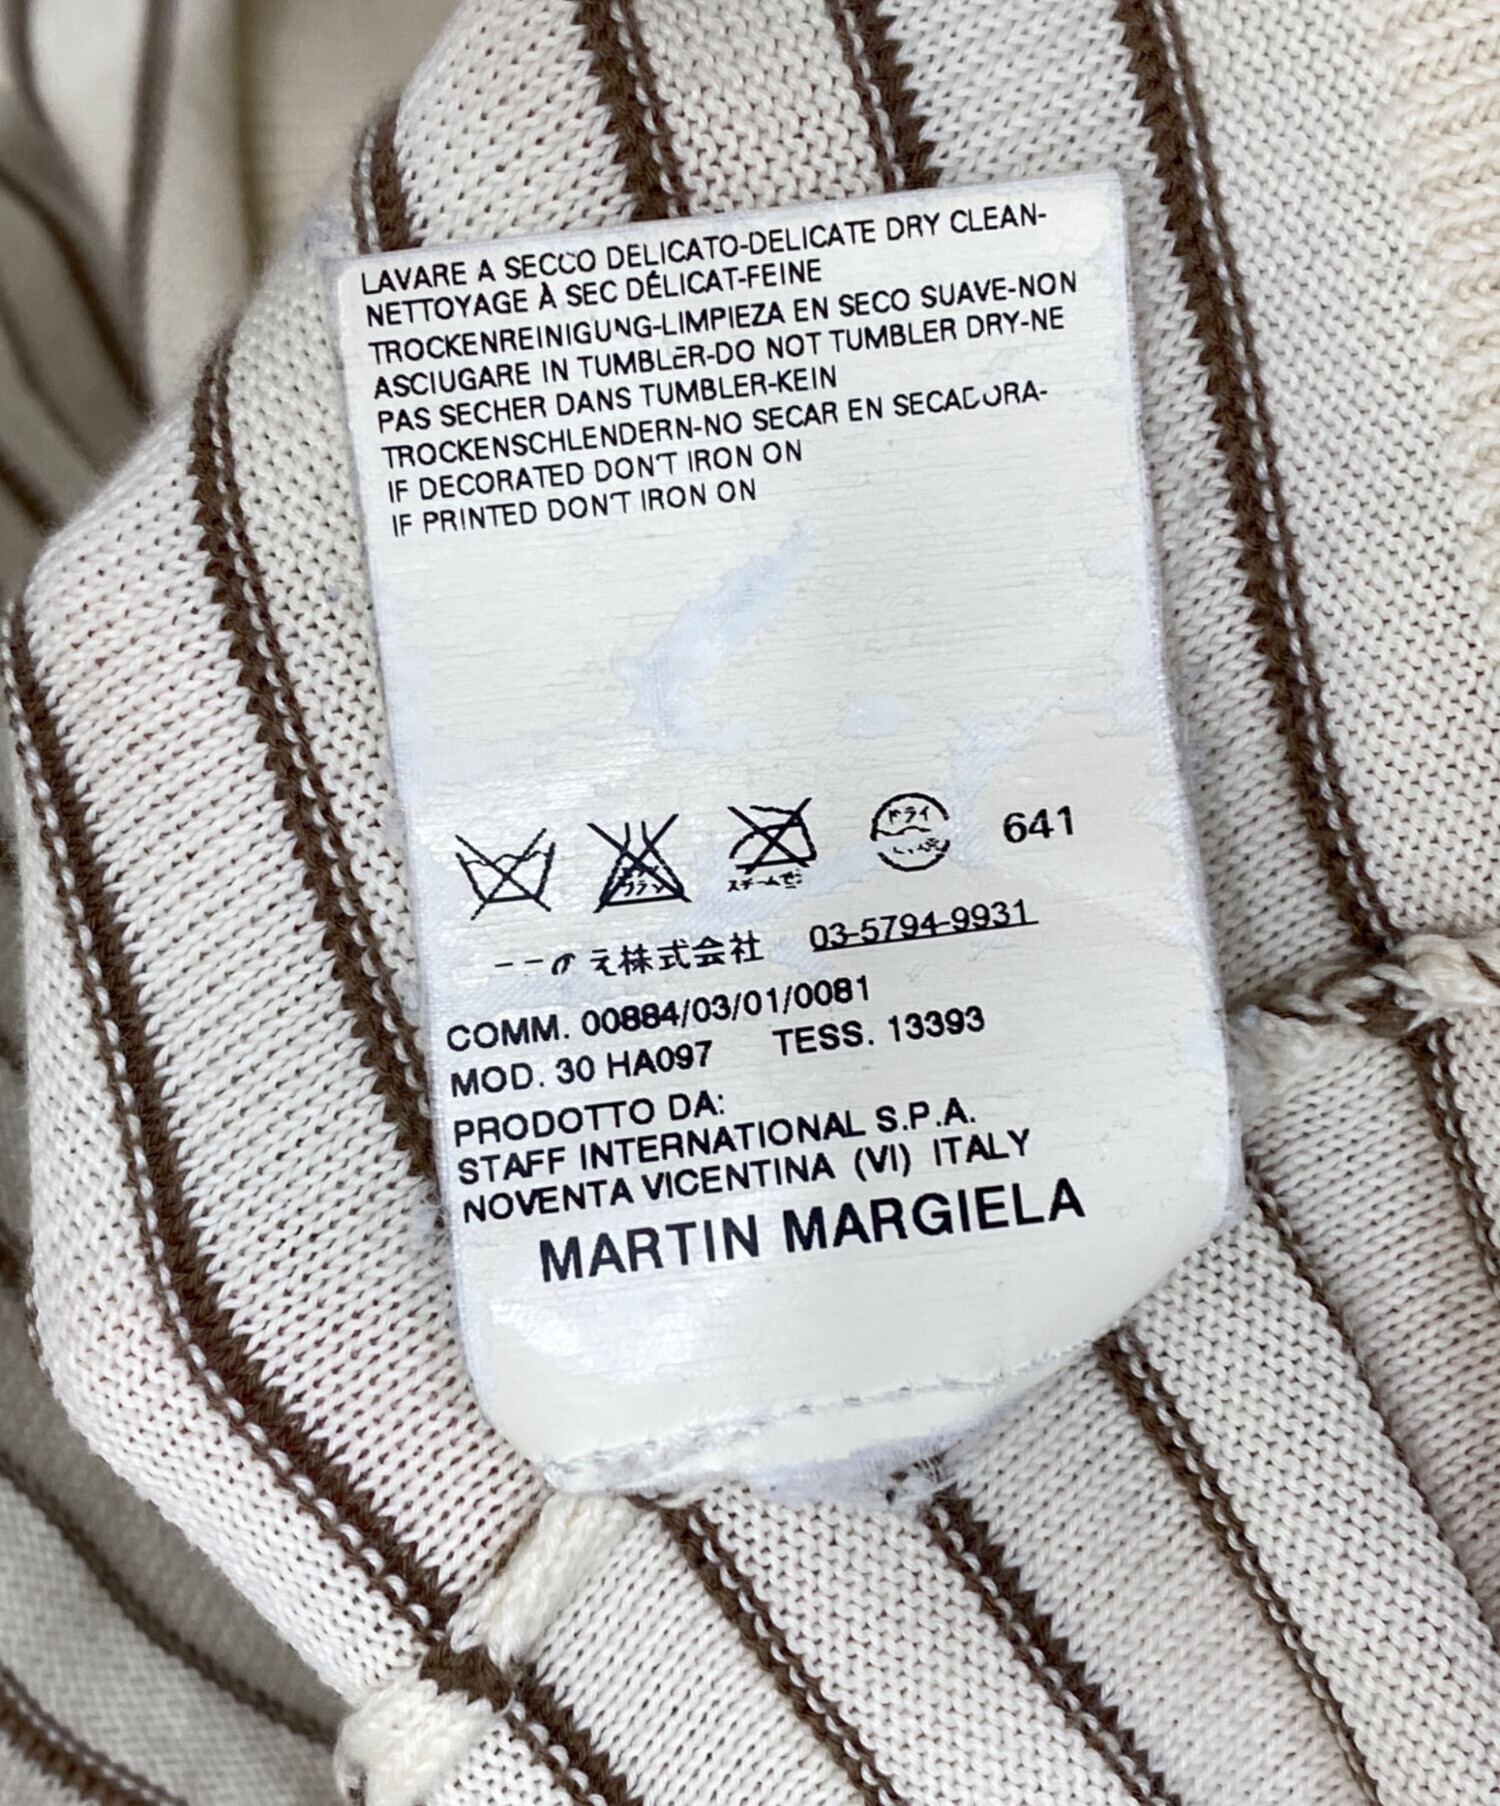 LAVARE A SECCO DELICATO-DELICATE DRY CLEAN-
NETTOYAGE À SEC DÉLICAT-FEINE
TROCKENREINIGUNG-LIMPIEZA EN SECO SUAVE-NON
ASCIUGARE IN TUMBLER-DO NOT TUMBLER DRY-NE
PAS SECHER DANS TUMBLER-KEIN
TROCKENSCHLENDERN-NO SECAR EN SECADORA-
IF DECORATED DON'T IRON ON
IF PRINTED DON'T IRON ON
ドライ
641
株式会社 03-5794-9931
COMM. 00884/03/01/0081
MOD. 30 HA097 TESS. 13393
PRODOTTO DA:
STAFF INTERNATIONAL S.P.A.
NOVENTA VICENTINA (VI) ITALY
MARTIN MARGIELA